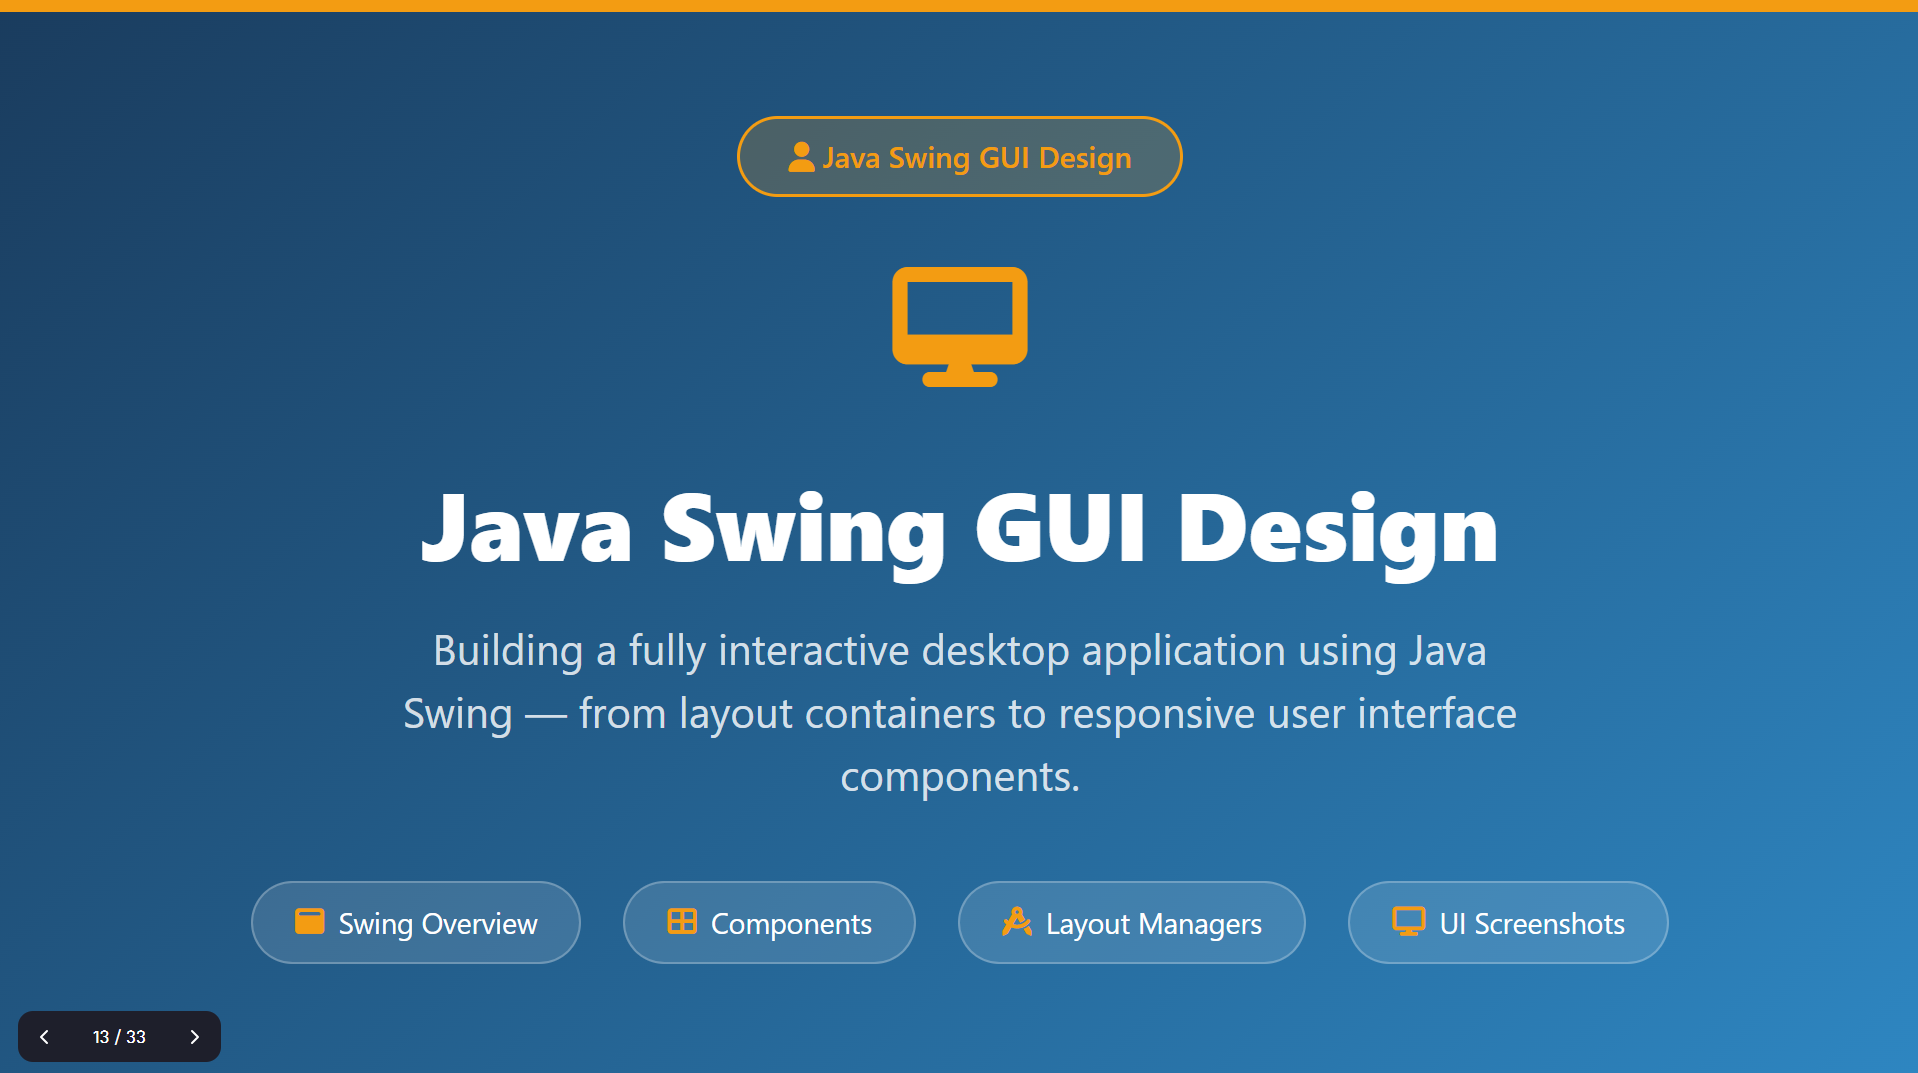 Java Swing GUI Design
Java Swing GUI Design
Building a fully interactive desktop application using Java
Swing — from layout containers to responsive user interface
components.
Swing Overview
Components
Layout Managers
UI Screenshots
13 / 33